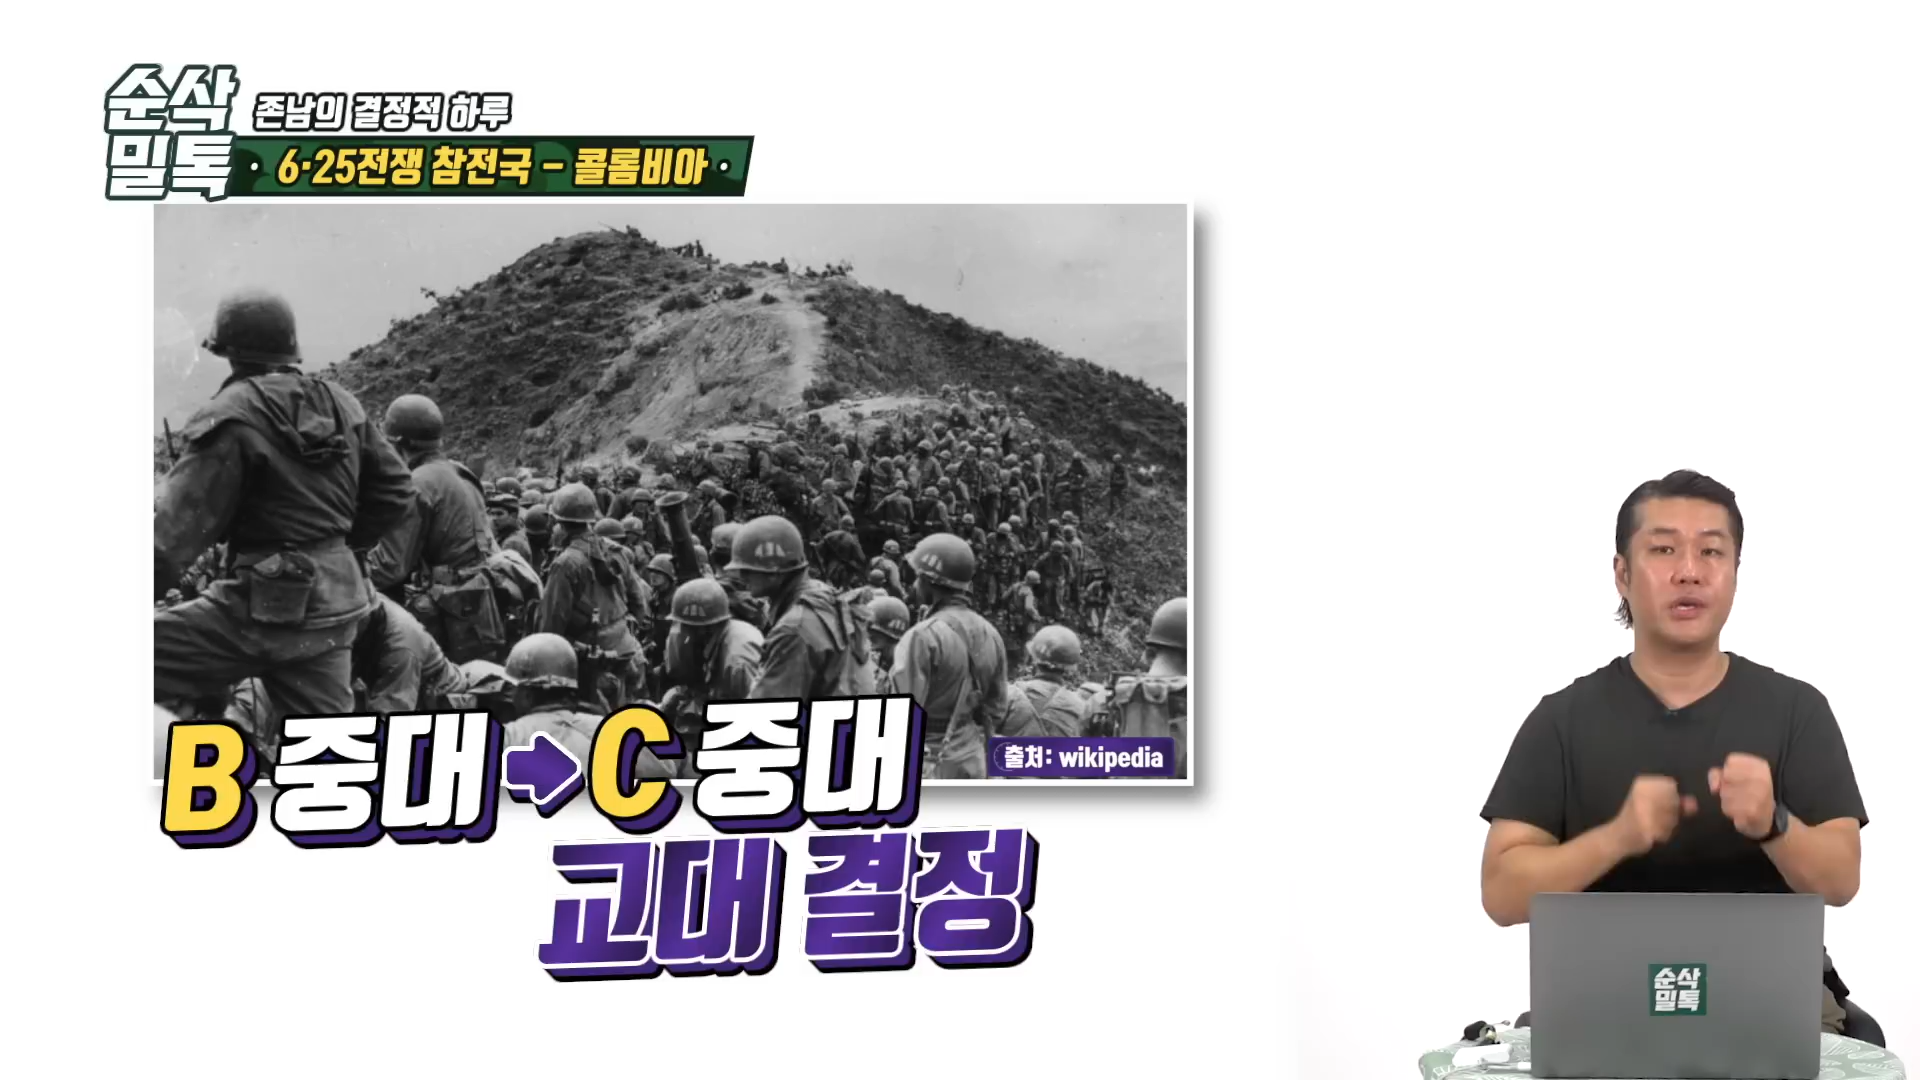 순삭
밀톡
존남의 결정적 하루
· 6·25전쟁 참전국 - 콜롬비아 ·
출처: wikipedia
B 중대 → C 중대
교대 결정
순삭
밀톡